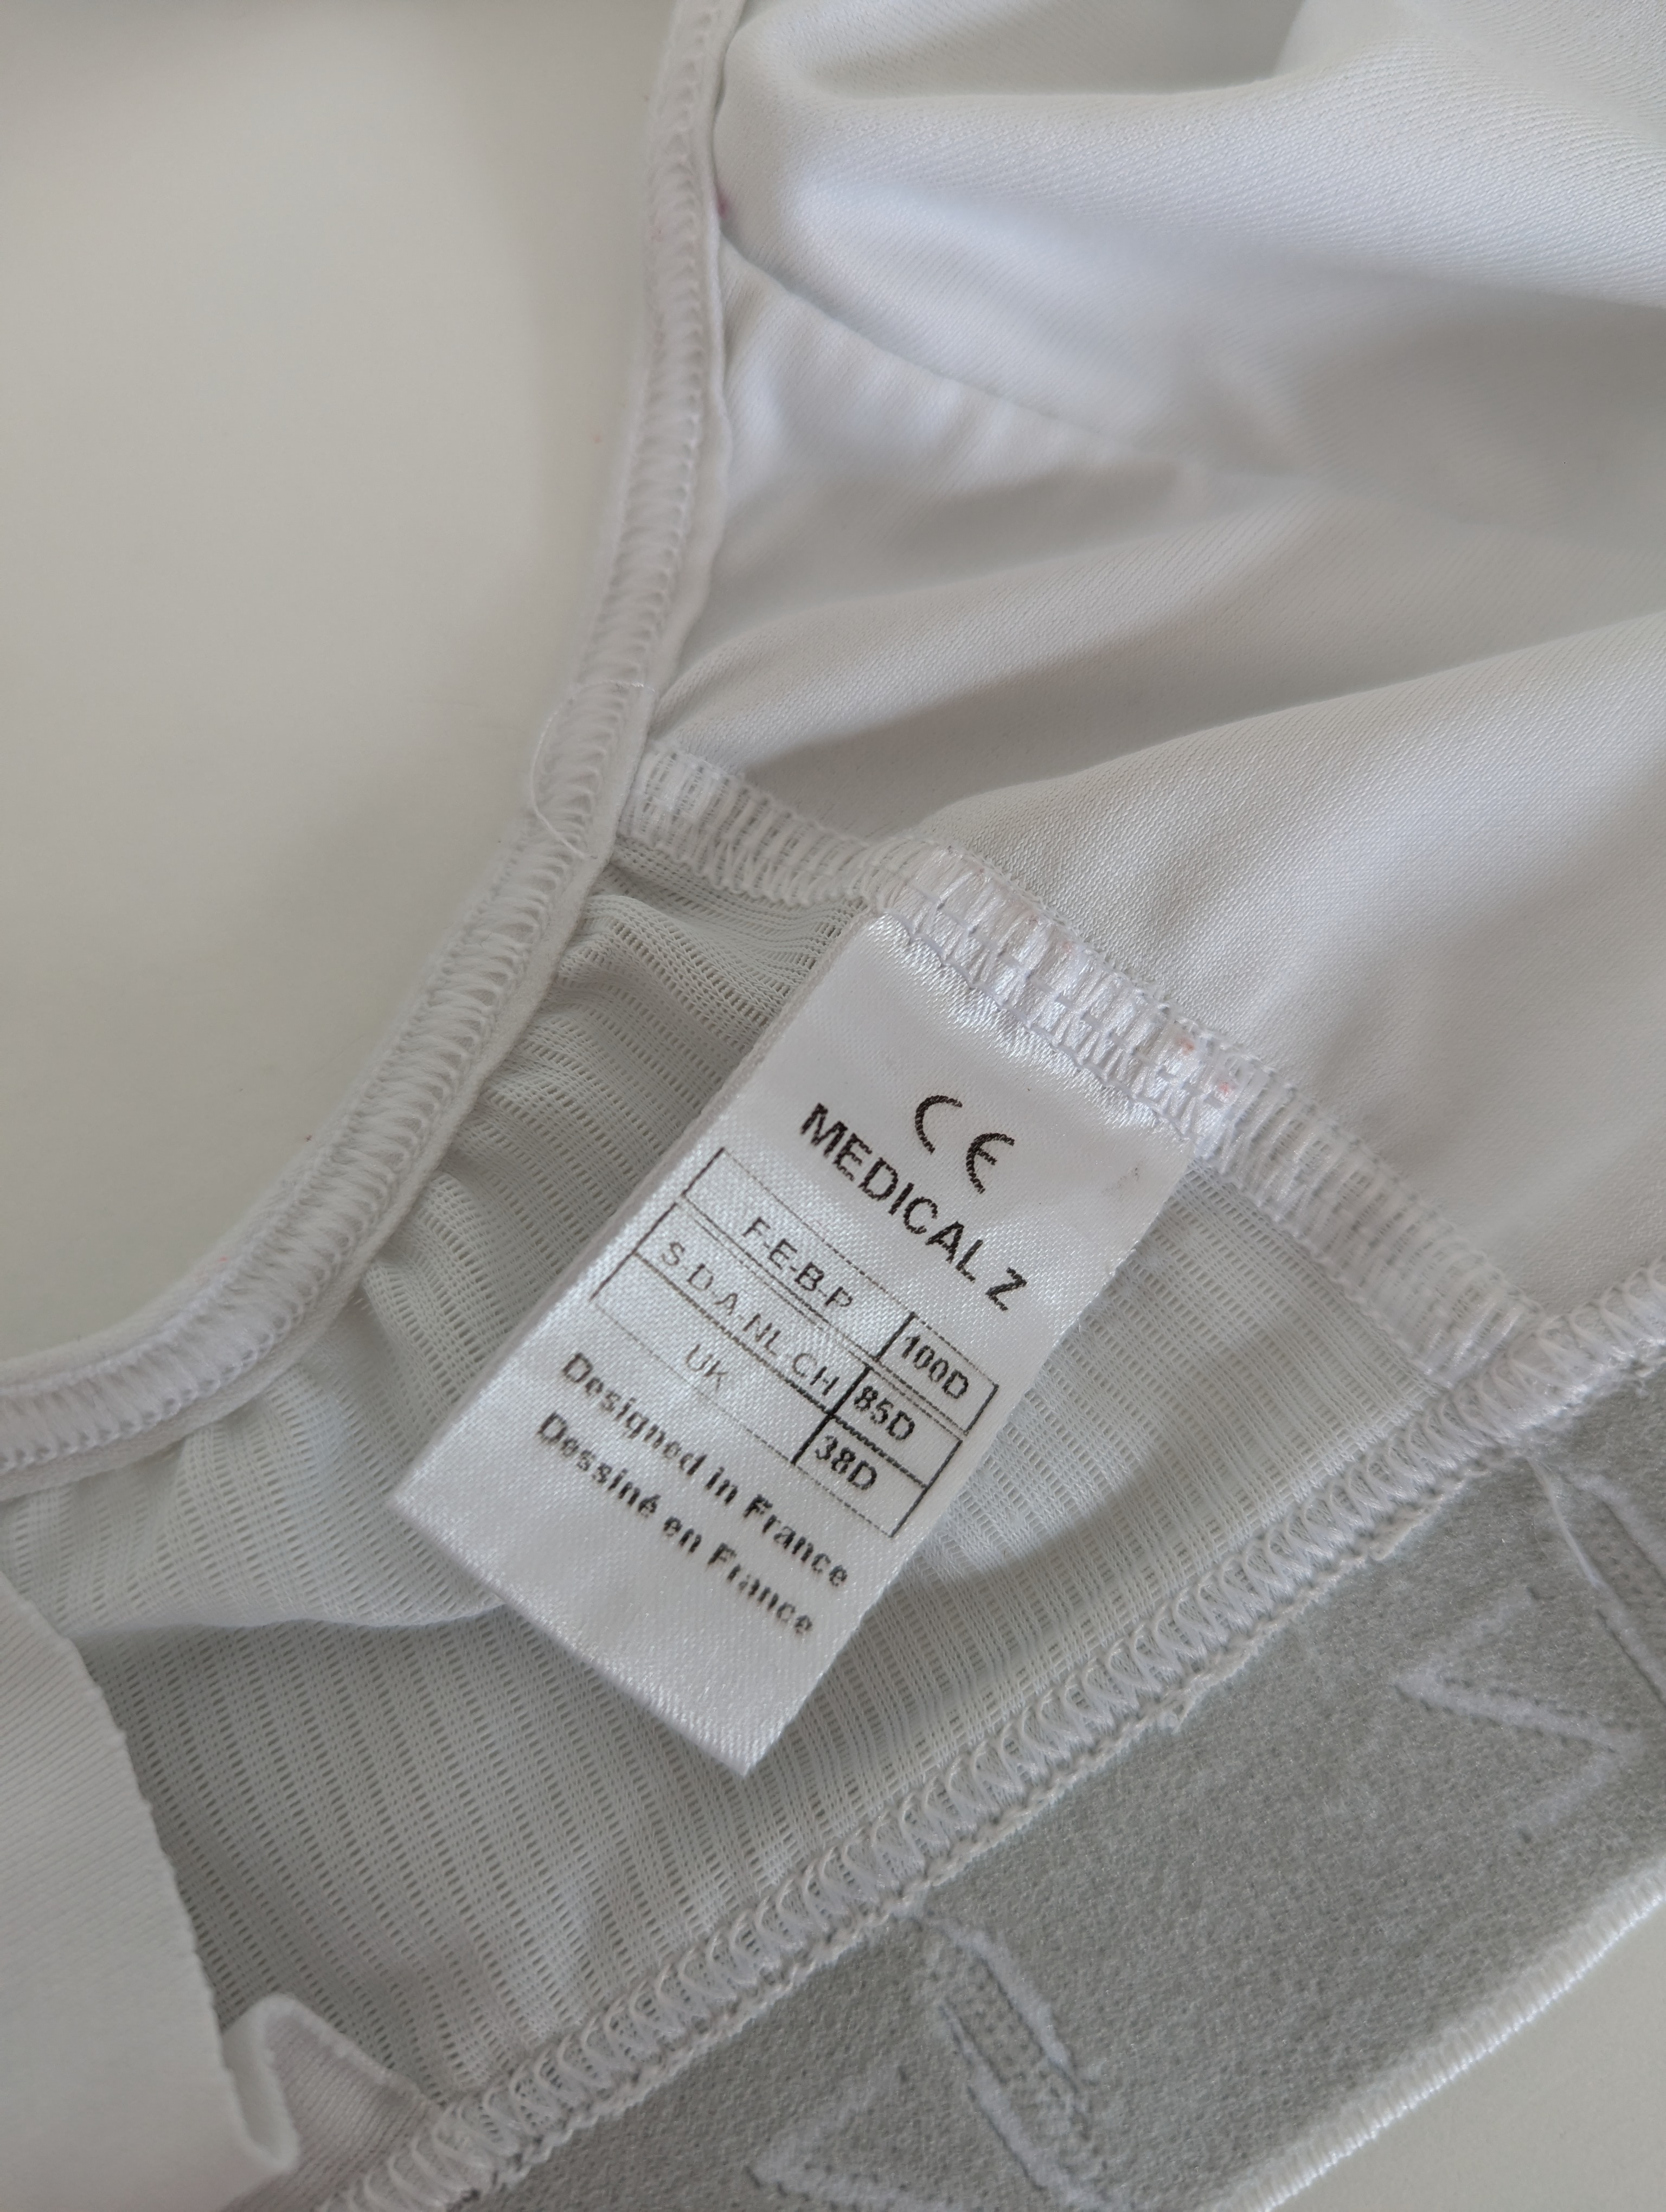 CE
MEDICAL Z
F-E-B-P 100D
S-D-A-NL-CH 85D
UK 38D
Designed in France
Dessiné en France